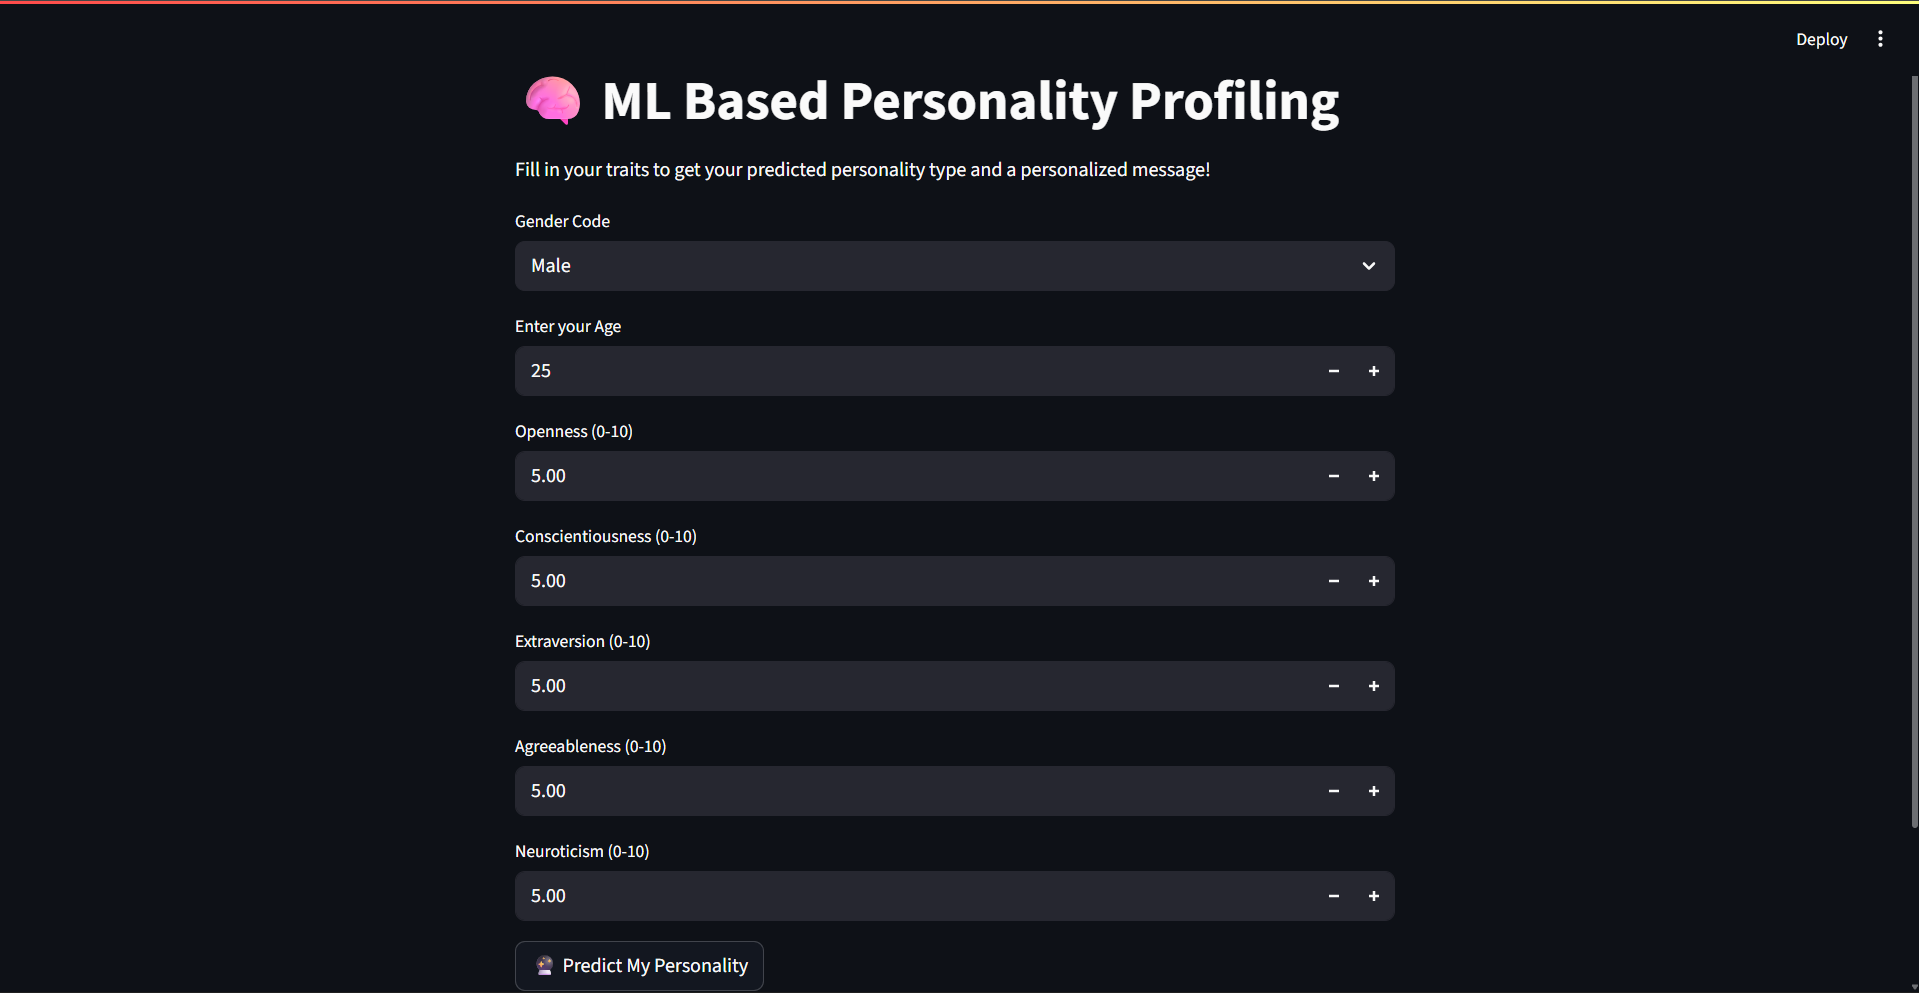 Deploy
ML Based Personality Profiling
Fill in your traits to get your predicted personality type and a personalized message!
Gender Code
Male
Enter your Age
25
Openness (0-10)
5.00
Conscientiousness (0-10)
5.00
Extraversion (0-10)
5.00
Agreeableness (0-10)
5.00
Neuroticism (0-10)
5.00
Predict My Personality